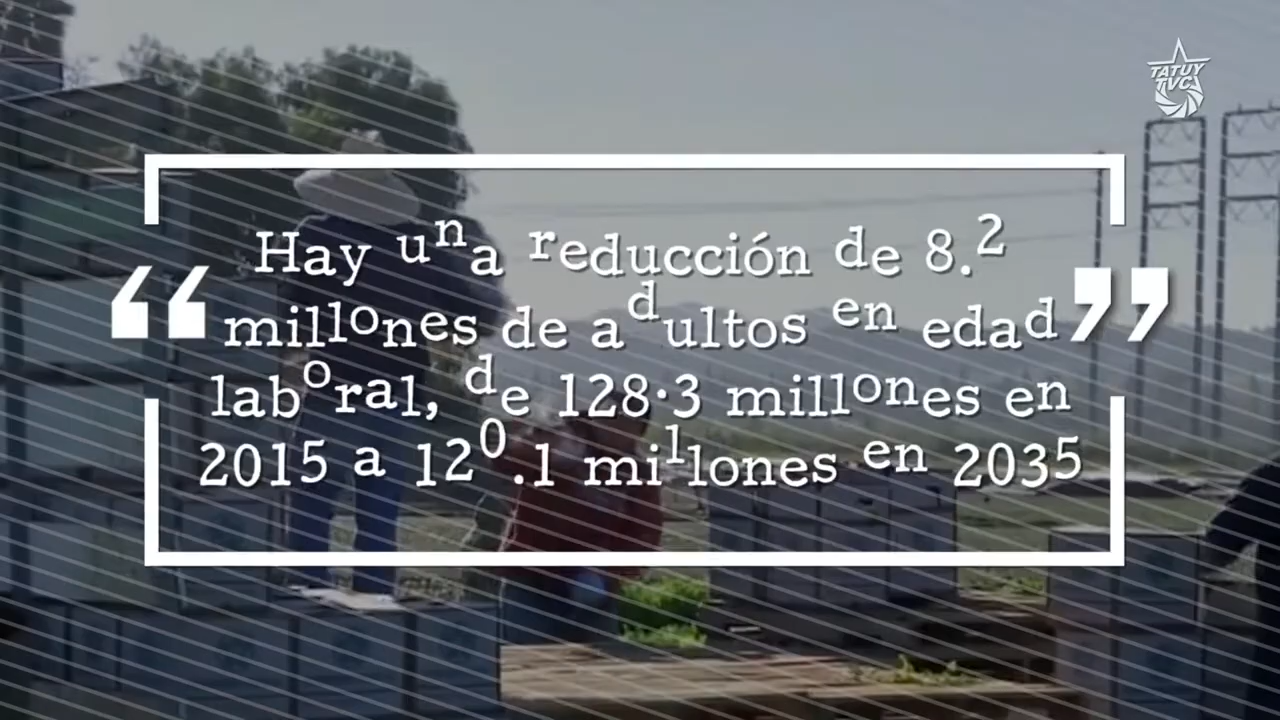 TATUY
TVC
“Hay una reducción de 8.2
millones de adultos en edad
laboral, de 128.3 millones en
2015 a 120.1 millones en 2035”